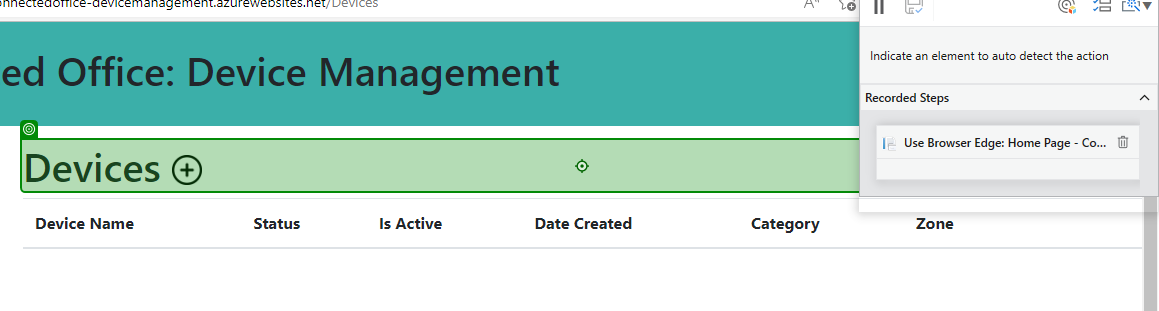 onnectedoffice-devicemanagement.azurewebsites.net/Devices
ed Office: Device Management
Devices
Device Name Status Is Active Date Created Category Zone
Indicate an element to auto detect the action
Recorded Steps
Use Browser Edge: Home Page - Co...